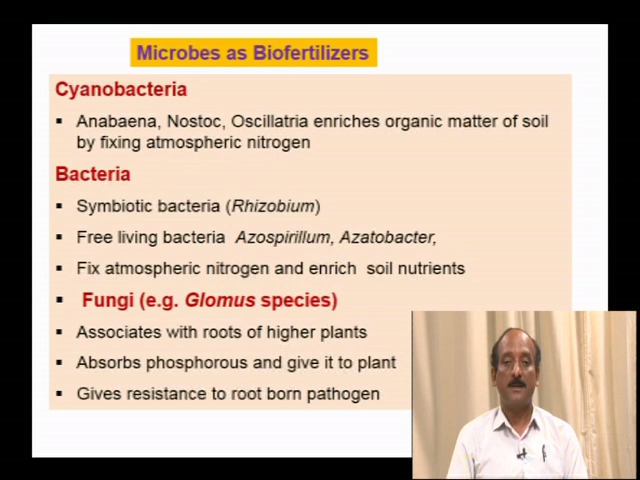 Microbes as Biofertilizers
Cyanobacteria
▪ Anabaena, Nostoc, Oscillatria enriches organic matter of soil
by fixing atmospheric nitrogen
Bacteria
▪ Symbiotic bacteria (Rhizobium)
▪ Free living bacteria Azospirillum, Azatobacter,
▪ Fix atmospheric nitrogen and enrich soil nutrients
▪ Fungi (e.g. Glomus species)
▪ Associates with roots of higher plants
▪ Absorbs phosphorous and give it to plant
▪ Gives resistance to root born pathogen